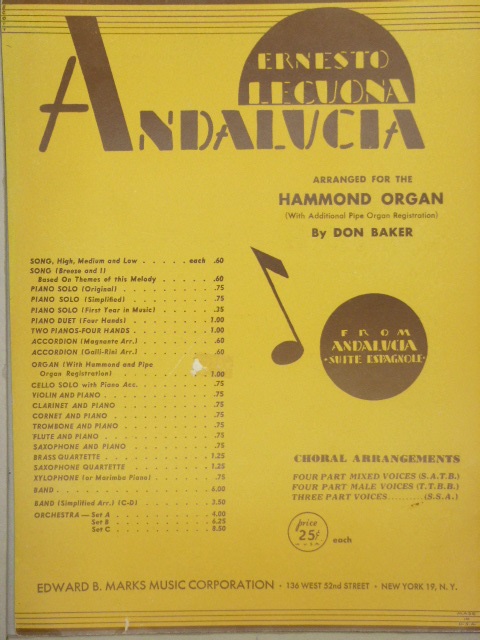 ERNESTO
LECUONA
ANDALUCIA
ARRANGED FOR THE
HAMMOND ORGAN
(With Additional Pipe Organ Registration)
By DON BAKER
SONG, High, Medium and Low . . . . . each .60
SONG (Breeze and I)
Based On Themes of this Melody . . . . . .60
PIANO SOLO (Original) . . . . . . . . .75
PIANO SOLO (Simplified) . . . . . . . . .75
PIANO SOLO (First Year in Music) . . . . . .35
PIANO DUET (Four Hands) . . . . . . . 1.00
TWO PIANOS-FOUR HANDS . . . . . . . 1.00
ACCORDION (Magnante Arr.) . . . . . . .60
ACCORDION (Galli-Rini Arr.) . . . . . . .60
ORGAN (With Hammond and Pipe
Organ Registration) . . . . . . . . 1.00
CELLO SOLO with Piano Acc. . . . . . . .75
VIOLIN AND PIANO . . . . . . . . . .75
CLARINET AND PIANO . . . . . . . . .75
CORNET AND PIANO . . . . . . . . . .75
TROMBONE AND PIANO . . . . . . . . .75
FLUTE AND PIANO . . . . . . . . . .75
SAXOPHONE AND PIANO . . . . . . . .75
BRASS QUARTETTE . . . . . . . . . 1.25
SAXOPHONE QUARTETTE . . . . . . . 1.25
XYLOPHONE (or Marimba Piano) . . . . . .75
BAND . . . . . . . . . . . . 6.00
BAND (Simplified Arr.) (C-D) . . . . . . 3.50
ORCHESTRA — Set A . . . . . . . . 4.00
Set B . . . . . . . . 6.25
Set C . . . . . . . . 8.50
FROM
ANDALUCIA
·SUITE ESPAGNOLE·
CHORAL ARRANGEMENTS
FOUR PART MIXED VOICES (S.A.T.B.)
FOUR PART MALE VOICES (T.T.B.B.)
THREE PART VOICES .......... (S.S.A.)
price
25¢
each
EDWARD B. MARKS MUSIC CORPORATION · 136 WEST 52nd STREET · NEW YORK 19, N. Y.